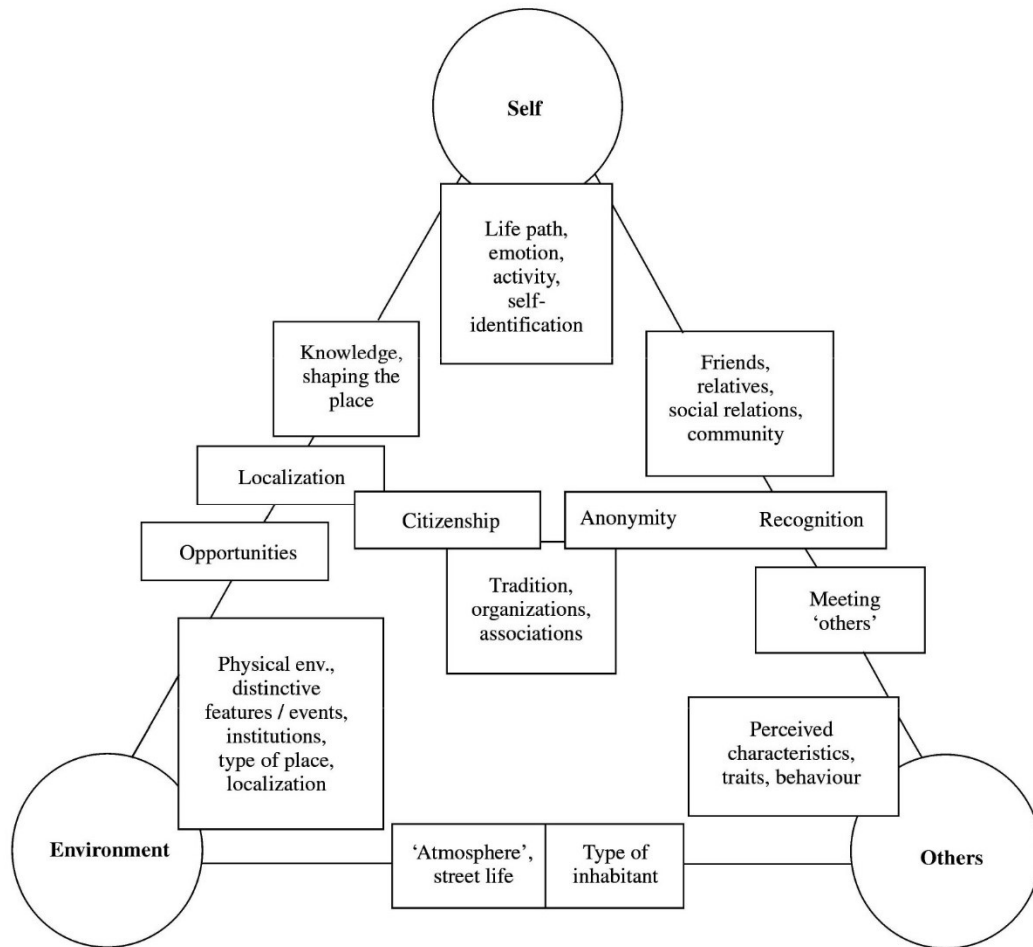 Self
Life path,
emotion,
activity,
self-
identification
Knowledge,
shaping the
place
Friends,
relatives,
social relations,
community
Localization
Citizenship
Anonymity
Recognition
Opportunities
Tradition,
organizations,
associations
Meeting
‘others’
Physical env.,
distinctive
features / events,
institutions,
type of place,
localization
Perceived
characteristics,
traits, behaviour
Environment
‘Atmosphere’,
street life
Type of
inhabitant
Others